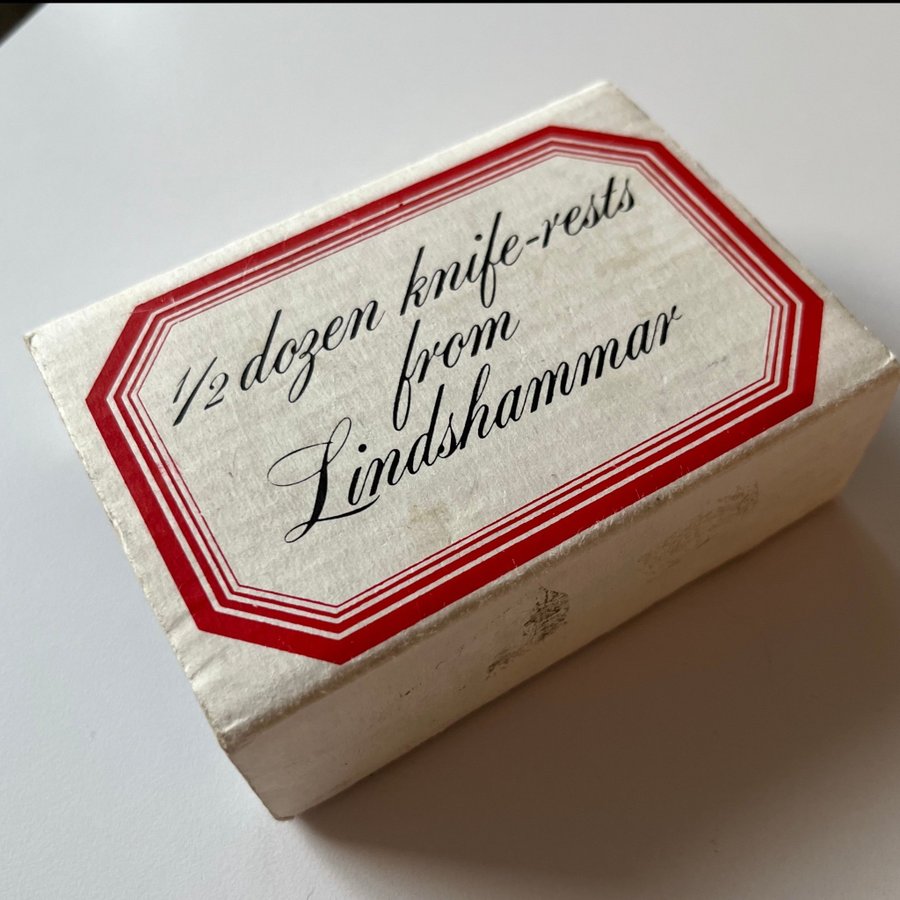 1/2 dozen knife-rests
from
Lindshammar